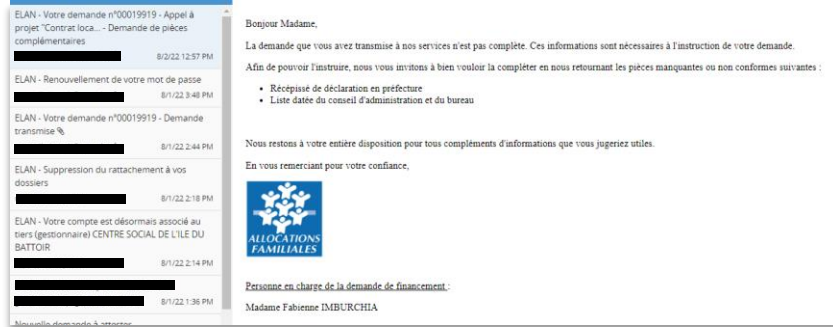 ELAN - Votre demande n°00019919 - Appel à
projet "Contrat loca... - Demande de pièces
complémentaires
8/2/22 12:57 PM
ELAN - Renouvellement de votre mot de passe
8/1/22 3:48 PM
ELAN - Votre demande n°00019919 - Demande
transmise
8/1/22 2:44 PM
ELAN - Suppression du rattachement à vos
dossiers
8/1/22 2:18 PM
ELAN - Votre compte est désormais associé au
tiers (gestionnaire) CENTRE SOCIAL DE L'ILE DU
BATTOIR
8/1/22 2:14 PM
8/1/22 1:36 PM
Nouvelle demande à attester
Bonjour Madame,
La demande que vous avez transmise à nos services n'est pas complète. Ces informations sont nécessaires à l'instruction de votre demande.
Afin de pouvoir l'instruire, nous vous invitons à bien vouloir la compléter en nous retournant les pièces manquantes ou non conformes suivantes :
• Récépissé de déclaration en préfecture
• Liste datée du conseil d'administration et du bureau
Nous restons à votre entière disposition pour tous compléments d'informations que vous jugeriez utiles.
En vous remerciant pour votre confiance,
ALLOCATIONS
FAMILIALES
Personne en charge de la demande de financement :
Madame Fabienne IMBURCHIA